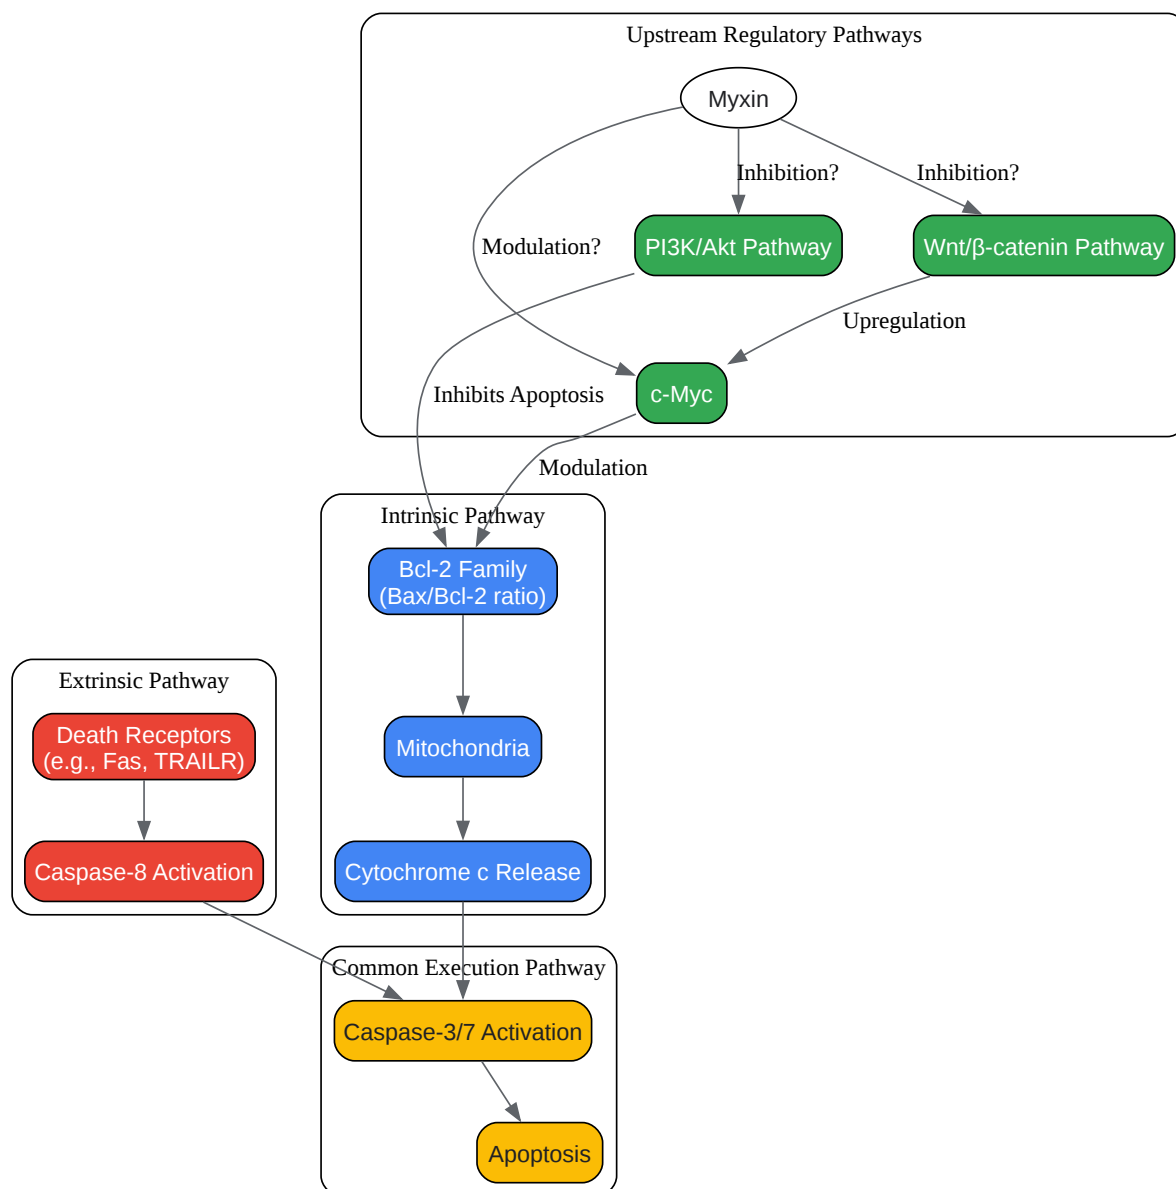 Upstream Regulatory Pathways
Myxin
Inhibition?
Inhibition?
Modulation?
PI3K/Akt Pathway
Wnt/β-catenin Pathway
Upregulation
Inhibits Apoptosis
c-Myc
Modulation
Intrinsic Pathway
Bcl-2 Family
(Bax/Bcl-2 ratio)
Extrinsic Pathway
Death Receptors
(e.g., Fas, TRAILR)
Mitochondria
Caspase-8 Activation
Cytochrome c Release
Common Execution Pathway
Caspase-3/7 Activation
Apoptosis